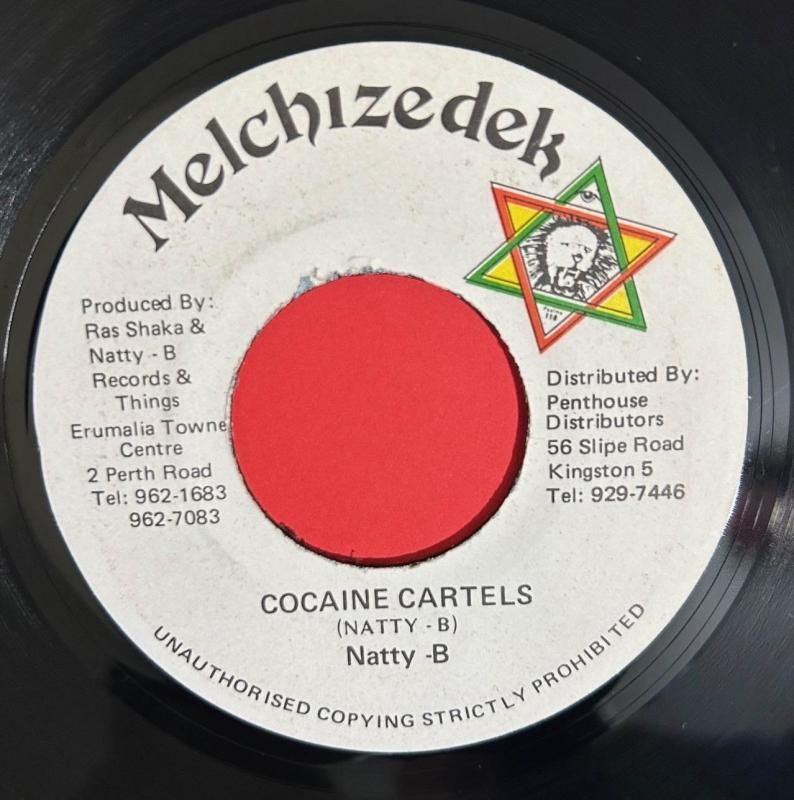 Melchizedek
Psalms
118
Produced By:
Ras Shaka &
Natty - B
Records &
Things
Erumalia Towne
Centre
2 Perth Road
Tel: 962-1683
962-7083
Distributed By:
Penthouse
Distributors
56 Slipe Road
Kingston 5
Tel: 929-7446
COCAINE CARTELS
(NATTY - B)
Natty -B
UNAUTHORISED COPYING STRICTLY PROHIBITED